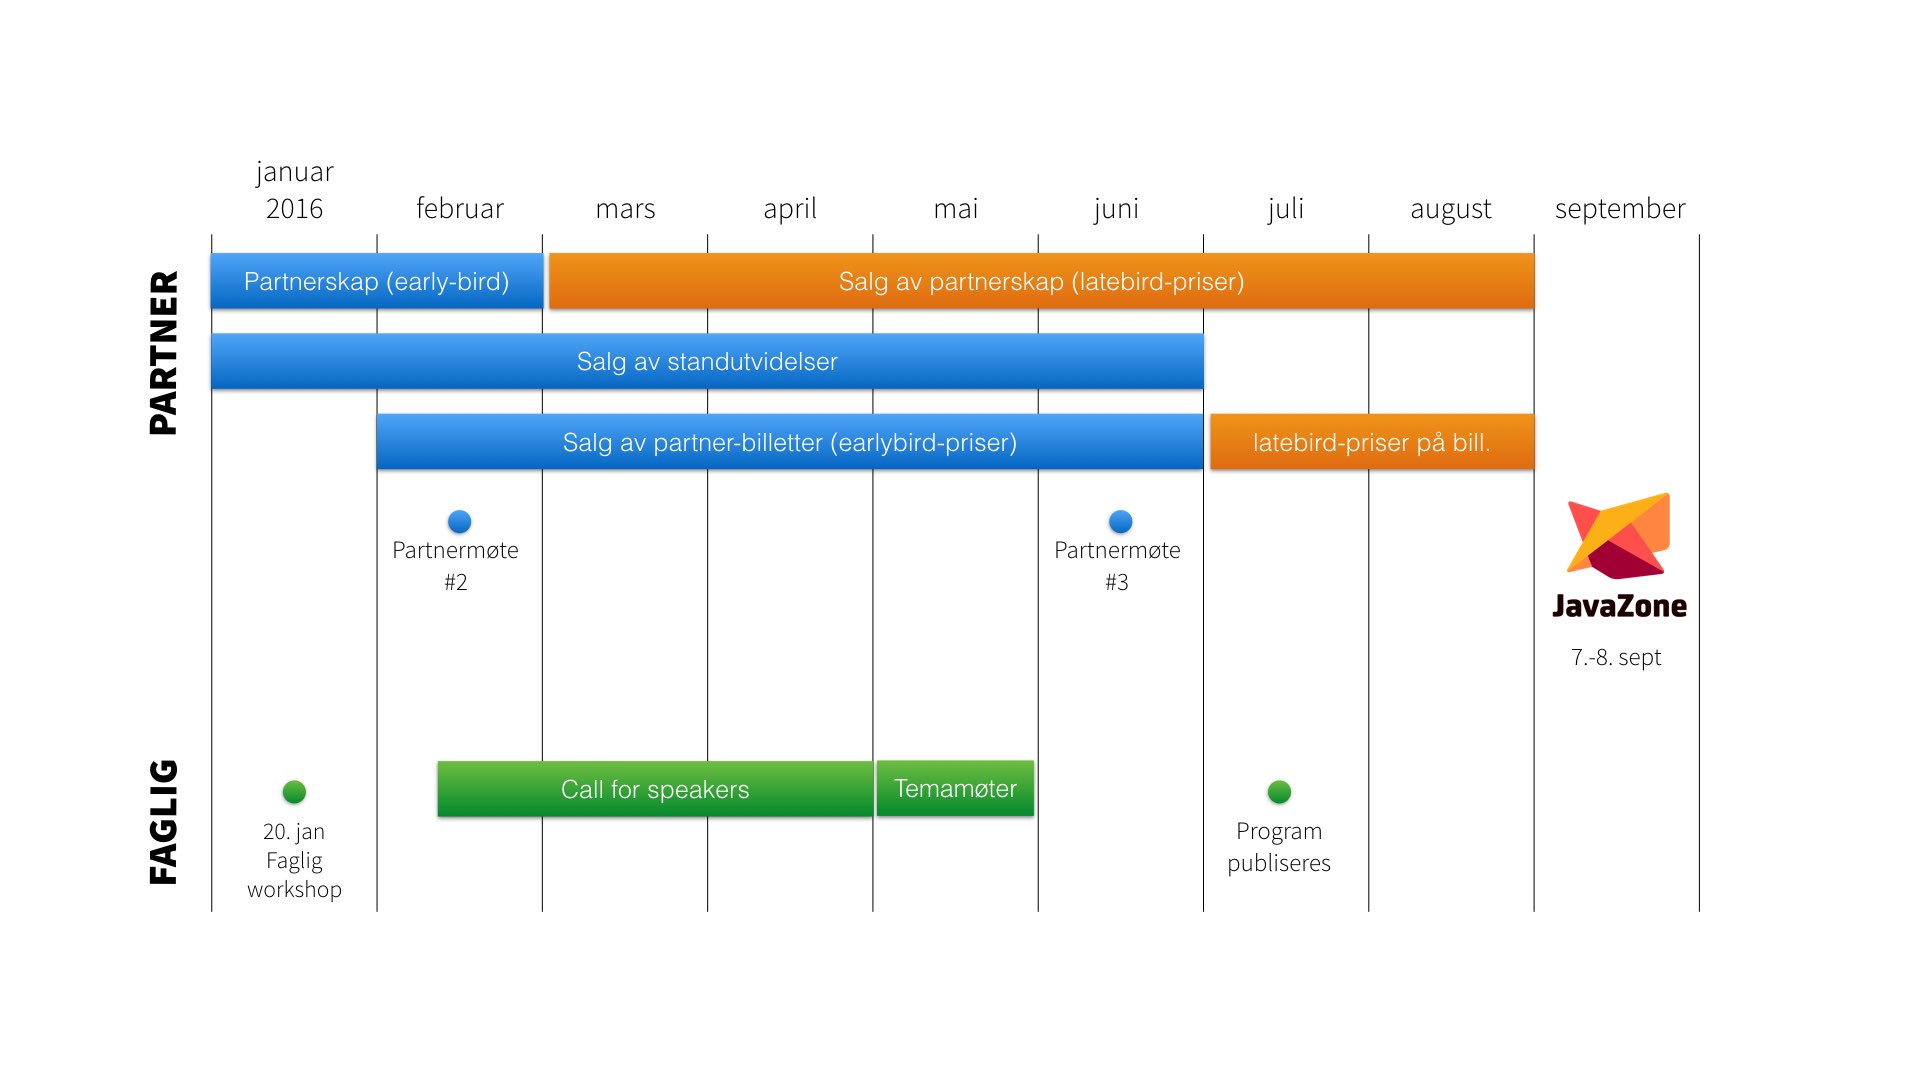 januar
2016
februar
mars
april
mai
juni
juli
august
september
PARTNER
Partnerskap (early-bird)
Salg av partnerskap (latebird-priser)
Salg av standutvidelser
Salg av partner-billetter (earlybird-priser)
latebird-priser på bill.
Partnermøte
#2
Partnermøte
#3
JavaZone
7.-8. sept
FAGLIG
20. jan
Faglig
workshop
Call for speakers
Temamøter
Program
publiseres